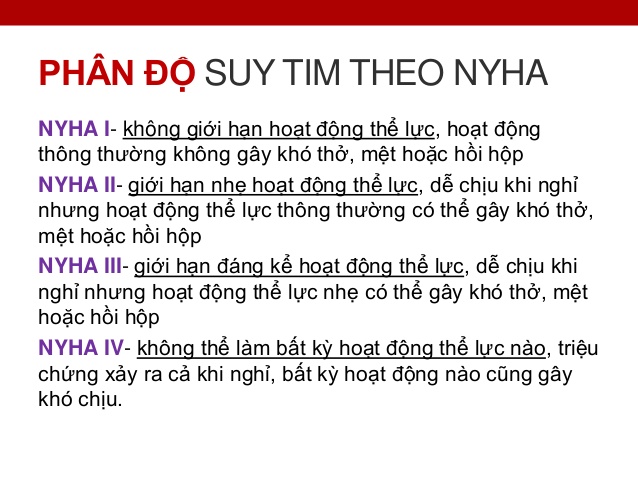 PHÂN ĐỘ SUY TIM THEO NYHA
NYHA I- không giới hạn hoạt động thể lực, hoạt động
thông thường không gây khó thở, mệt hoặc hồi hộp
NYHA II- giới hạn nhẹ hoạt động thể lực, dễ chịu khi nghỉ
nhưng hoạt động thể lực thông thường có thể gây khó thở,
mệt hoặc hồi hộp
NYHA III- giới hạn đáng kể hoạt động thể lực, dễ chịu khi
nghỉ nhưng hoạt động thể lực nhẹ có thể gây khó thở, mệt
hoặc hồi hộp
NYHA IV- không thể làm bất kỳ hoạt động thể lực nào, triệu
chứng xảy ra cả khi nghỉ, bất kỳ hoạt động nào cũng gây
khó chịu.